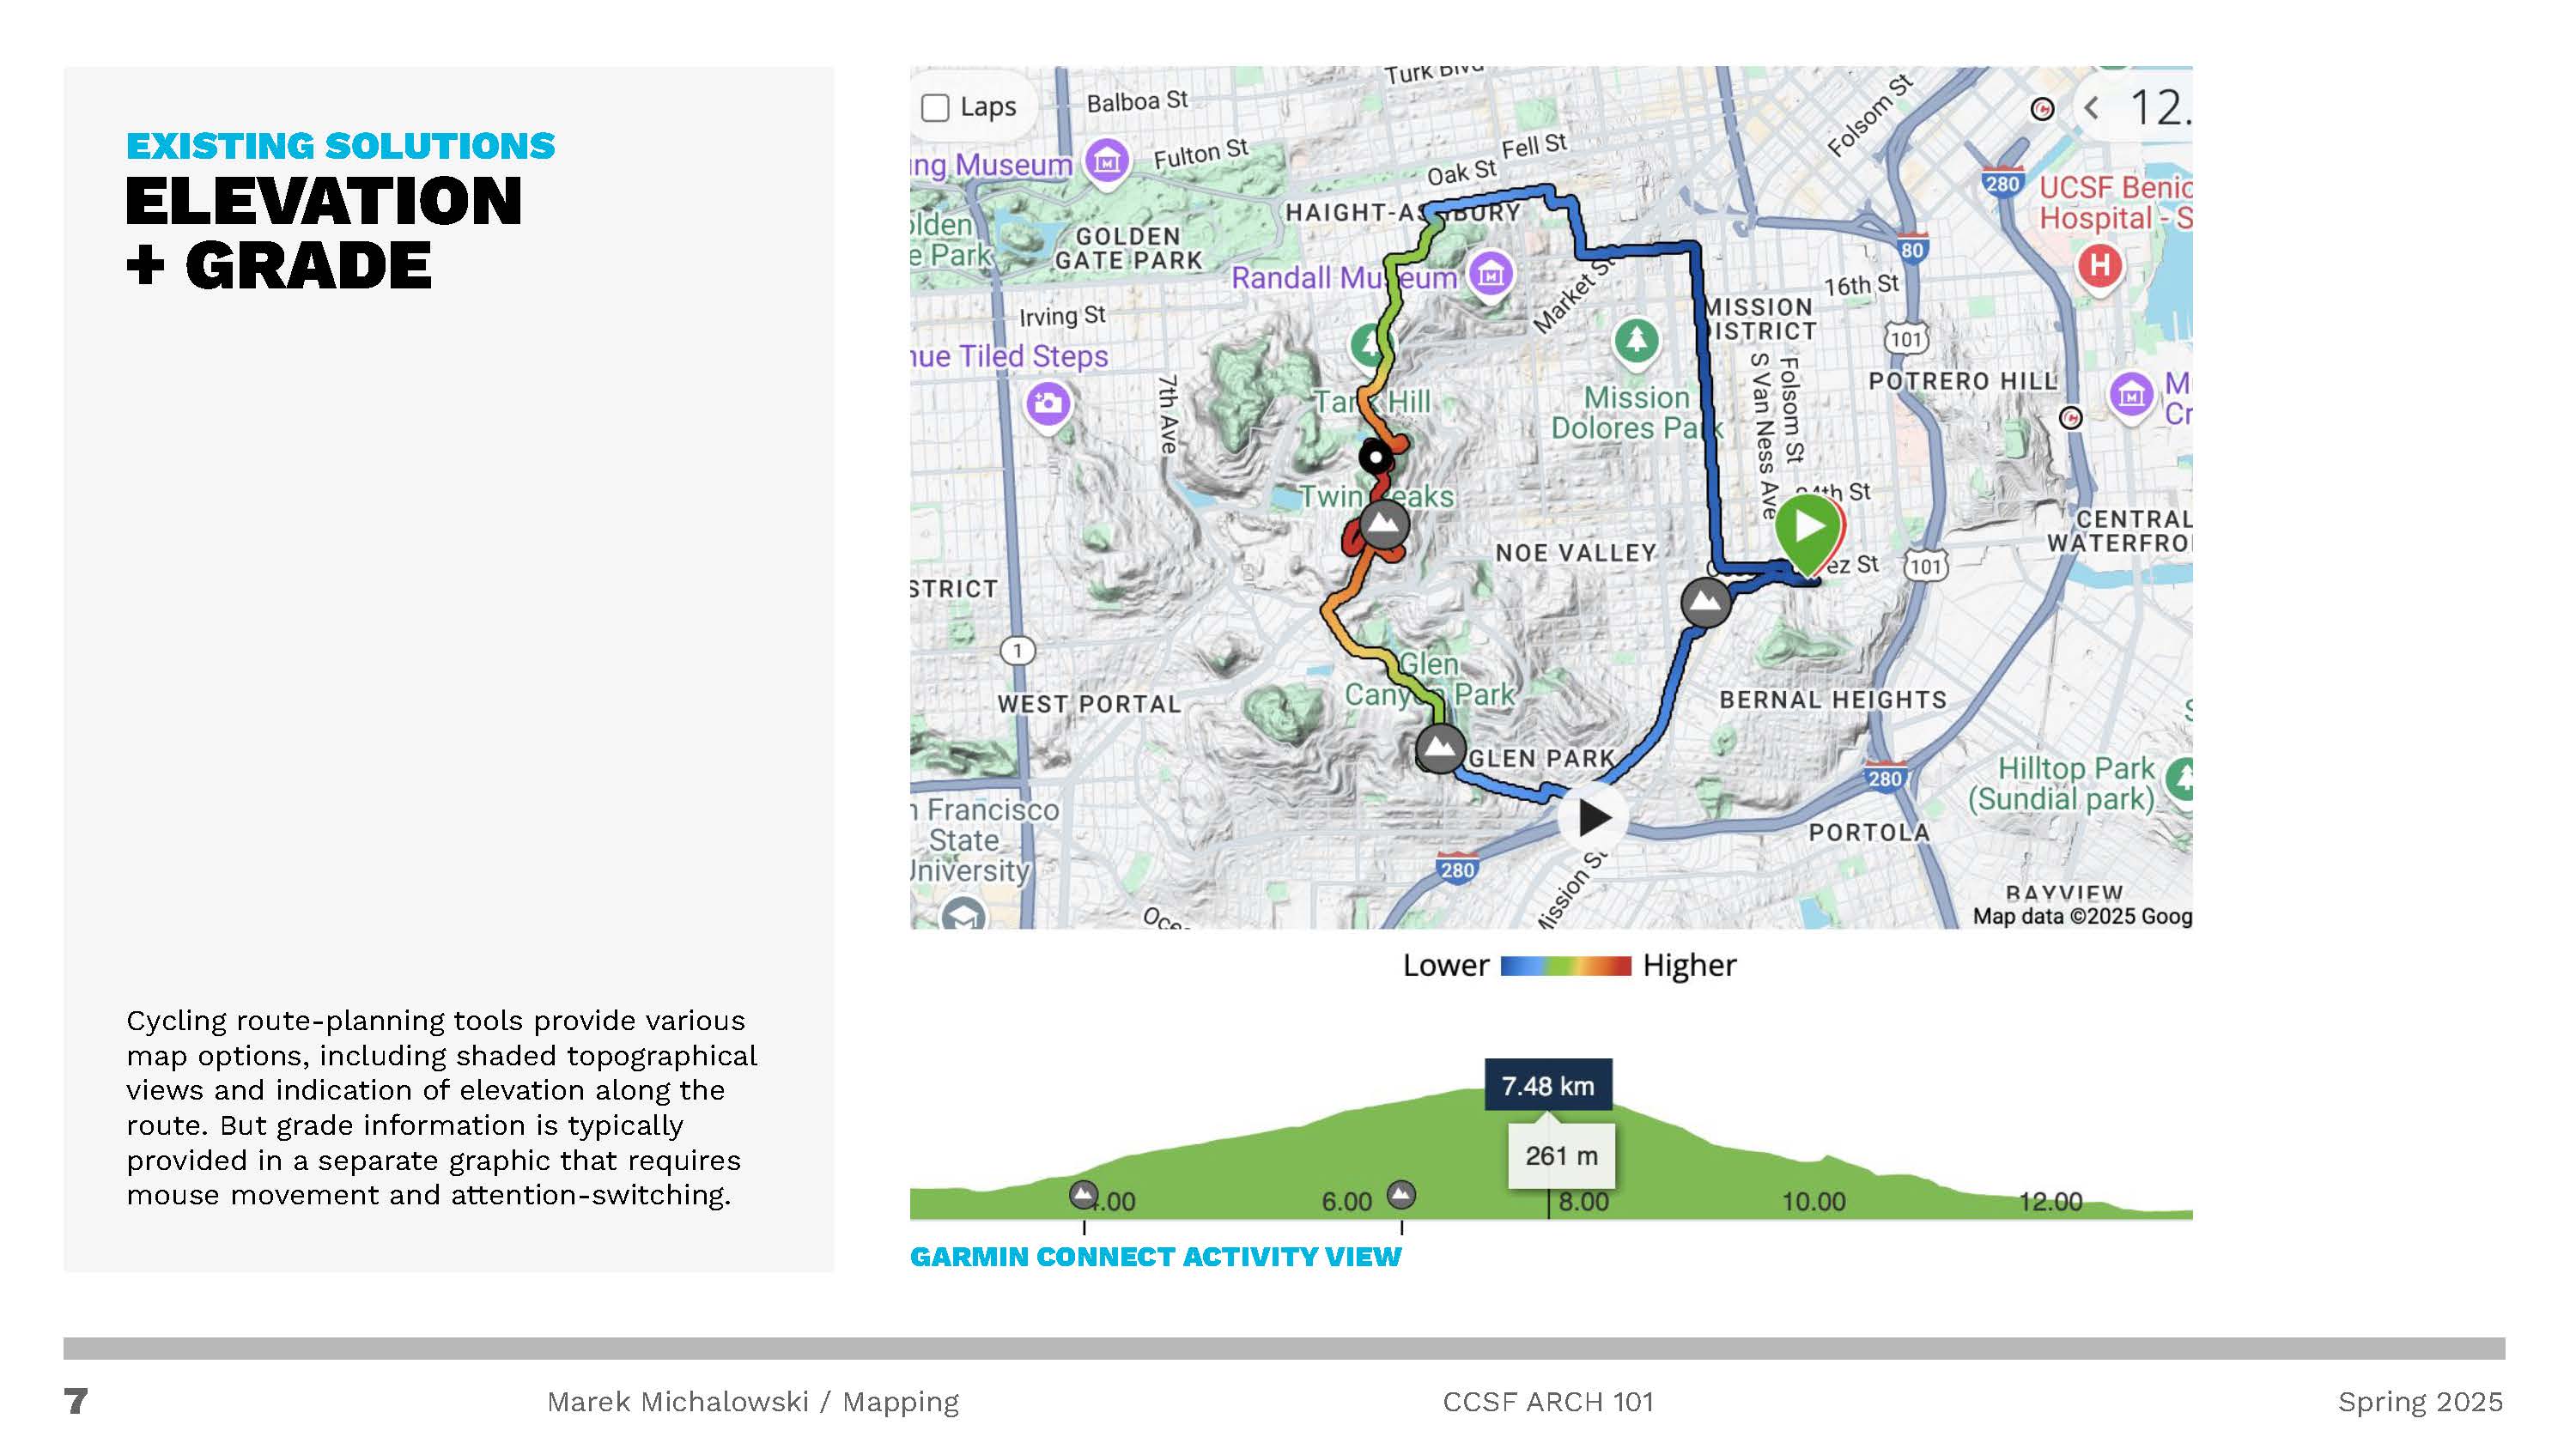 EXISTING SOLUTIONS
ELEVATION
+ GRADE
Cycling route-planning tools provide various
map options, including shaded topographical
views and indication of elevation along the
route. But grade information is typically
provided in a separate graphic that requires
mouse movement and attention-switching.
Laps
12.
Turk Blvd
Balboa St
Folsom St
ng Museum
Fulton St
Fell St
Oak St
280
UCSF Benio
Hospital - S
HAIGHT-ASHBURY
lden
e Park
GOLDEN
GATE PARK
80
H
Randall Museum
Market St
16th St
Irving St
MISSION
DISTRICT
101
ue Tiled Steps
7th Ave
S Van Ness Ave
Folsom St
POTRERO HILL
M
Cr
Tank Hill
Mission
Dolores Park
Twin Peaks
24th St
CENTRAL
WATERFRO
NOE VALLEY
ez St
101
STRICT
1
Glen
Canyon Park
WEST PORTAL
BERNAL HEIGHTS
GLEN PARK
280
Hilltop Park
(Sundial park)
n Francisco
State
University
PORTOLA
280
Mission St
BAYVIEW
Oce
Map data ©2025 Goog
Lower
Higher
7.48 km
261 m
4.00
6.00
8.00
10.00
12.00
GARMIN CONNECT ACTIVITY VIEW
7
Marek Michalowski / Mapping
CCSF ARCH 101
Spring 2025